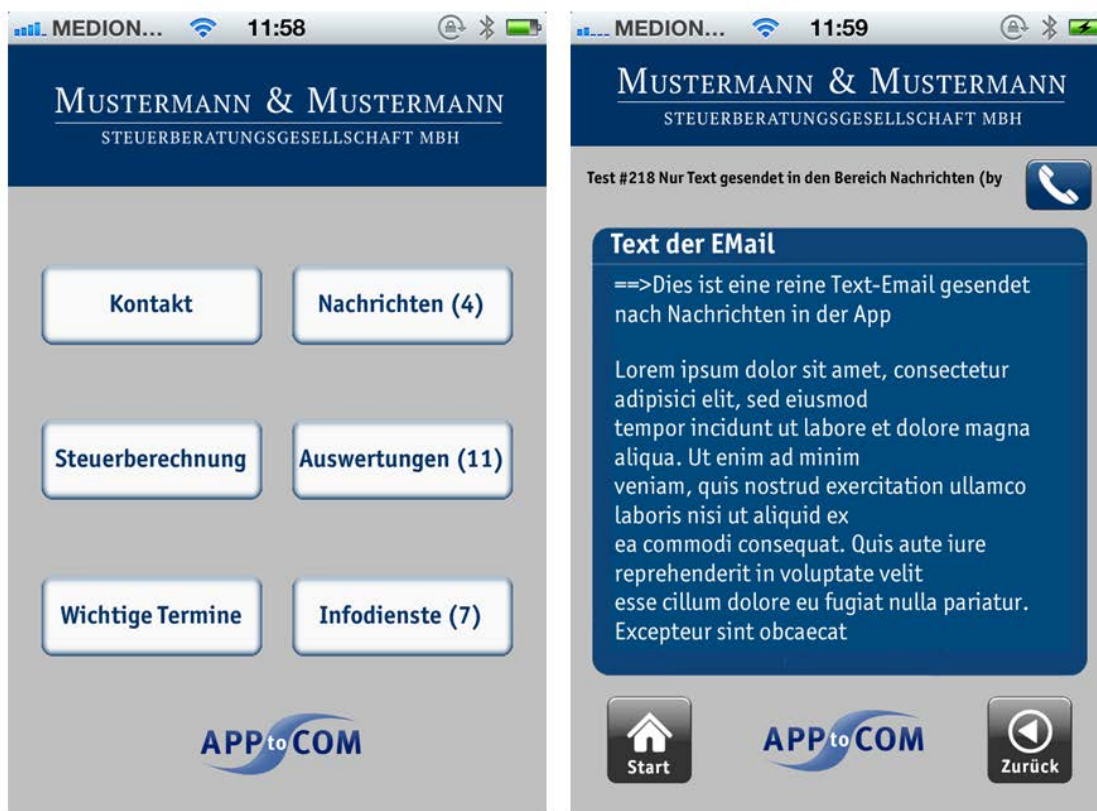 MEDION... 11:58
MUSTERMANN & MUSTERMANN
STEUERBERATUNGSGESELLSCHAFT MBH
Kontakt
Nachrichten (4)
Steuerberechnung
Auswertungen (11)
Wichtige Termine
Infodienste (7)
APP to COM
MEDION... 11:59
MUSTERMANN & MUSTERMANN
STEUERBERATUNGSGESELLSCHAFT MBH
Test #218 Nur Text gesendet in den Bereich Nachrichten (by
Text der EMail
==>Dies ist eine reine Text-Email gesendet
nach Nachrichten in der App
Lorem ipsum dolor sit amet, consectetur
adipisici elit, sed eiusmod
tempor incidunt ut labore et dolore magna
aliqua. Ut enim ad minim
veniam, quis nostrud exercitation ullamco
laboris nisi ut aliquid ex
ea commodi consequat. Quis aute iure
reprehenderit in voluptate velit
esse cillum dolore eu fugiat nulla pariatur.
Excepteur sint obcaecat
Start
APP to COM
Zurück